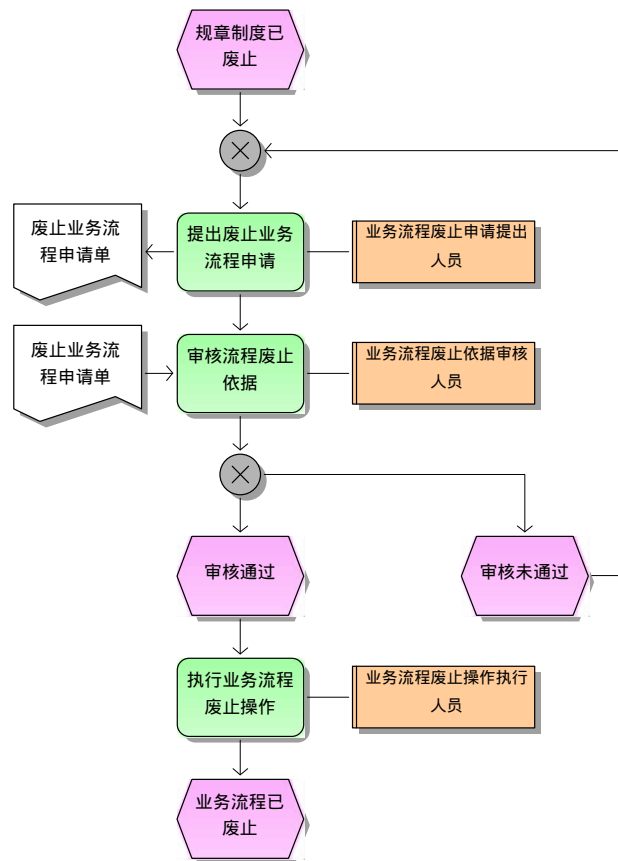 规章制度已
废止
废止业务流
程申请单
提出废止业务
流程申请
业务流程废止申请提出
人员
废止业务流
程申请单
审核流程废止
依据
业务流程废止依据审核
人员
审核通过
审核未通过
执行业务流程
废止操作
业务流程废止操作执行
人员
业务流程已
废止